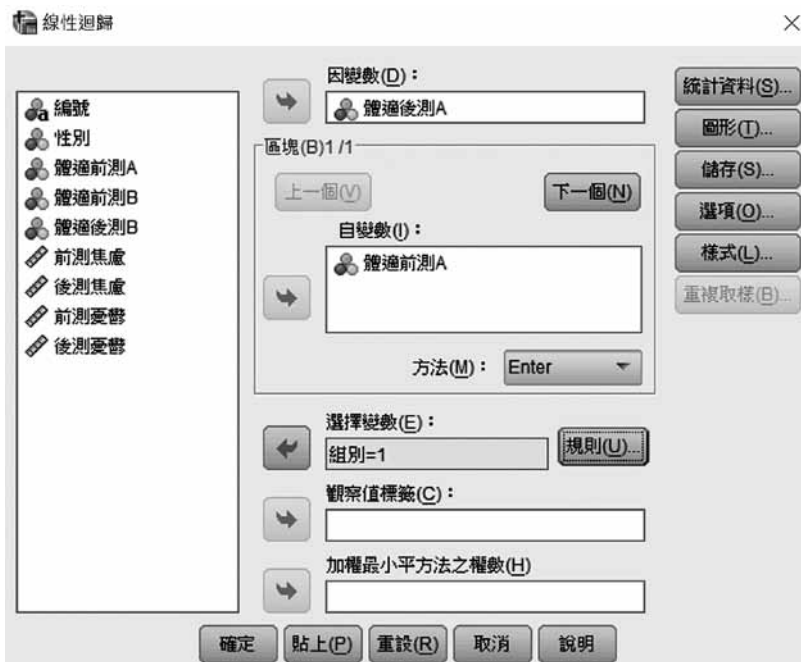 線性迴歸
編號
性別
體適前測A
體適前測B
體適後測B
前測焦慮
後測焦慮
前測憂鬱
後測憂鬱
因變數(D)：
體適後測A
區塊(B)1 /1
上一個(V)
下一個(N)
自變數(I)：
體適前測A
方法(M)：
Enter
選擇變數(E)：
組別=1
規則(U)...
觀察值標籤(C)：
加權最小平方法之權數(H)
統計資料(S)...
圖形(T)...
儲存(S)...
選項(O)...
樣式(L)...
重複取樣(B)...
確定
貼上(P)
重設(R)
取消
說明